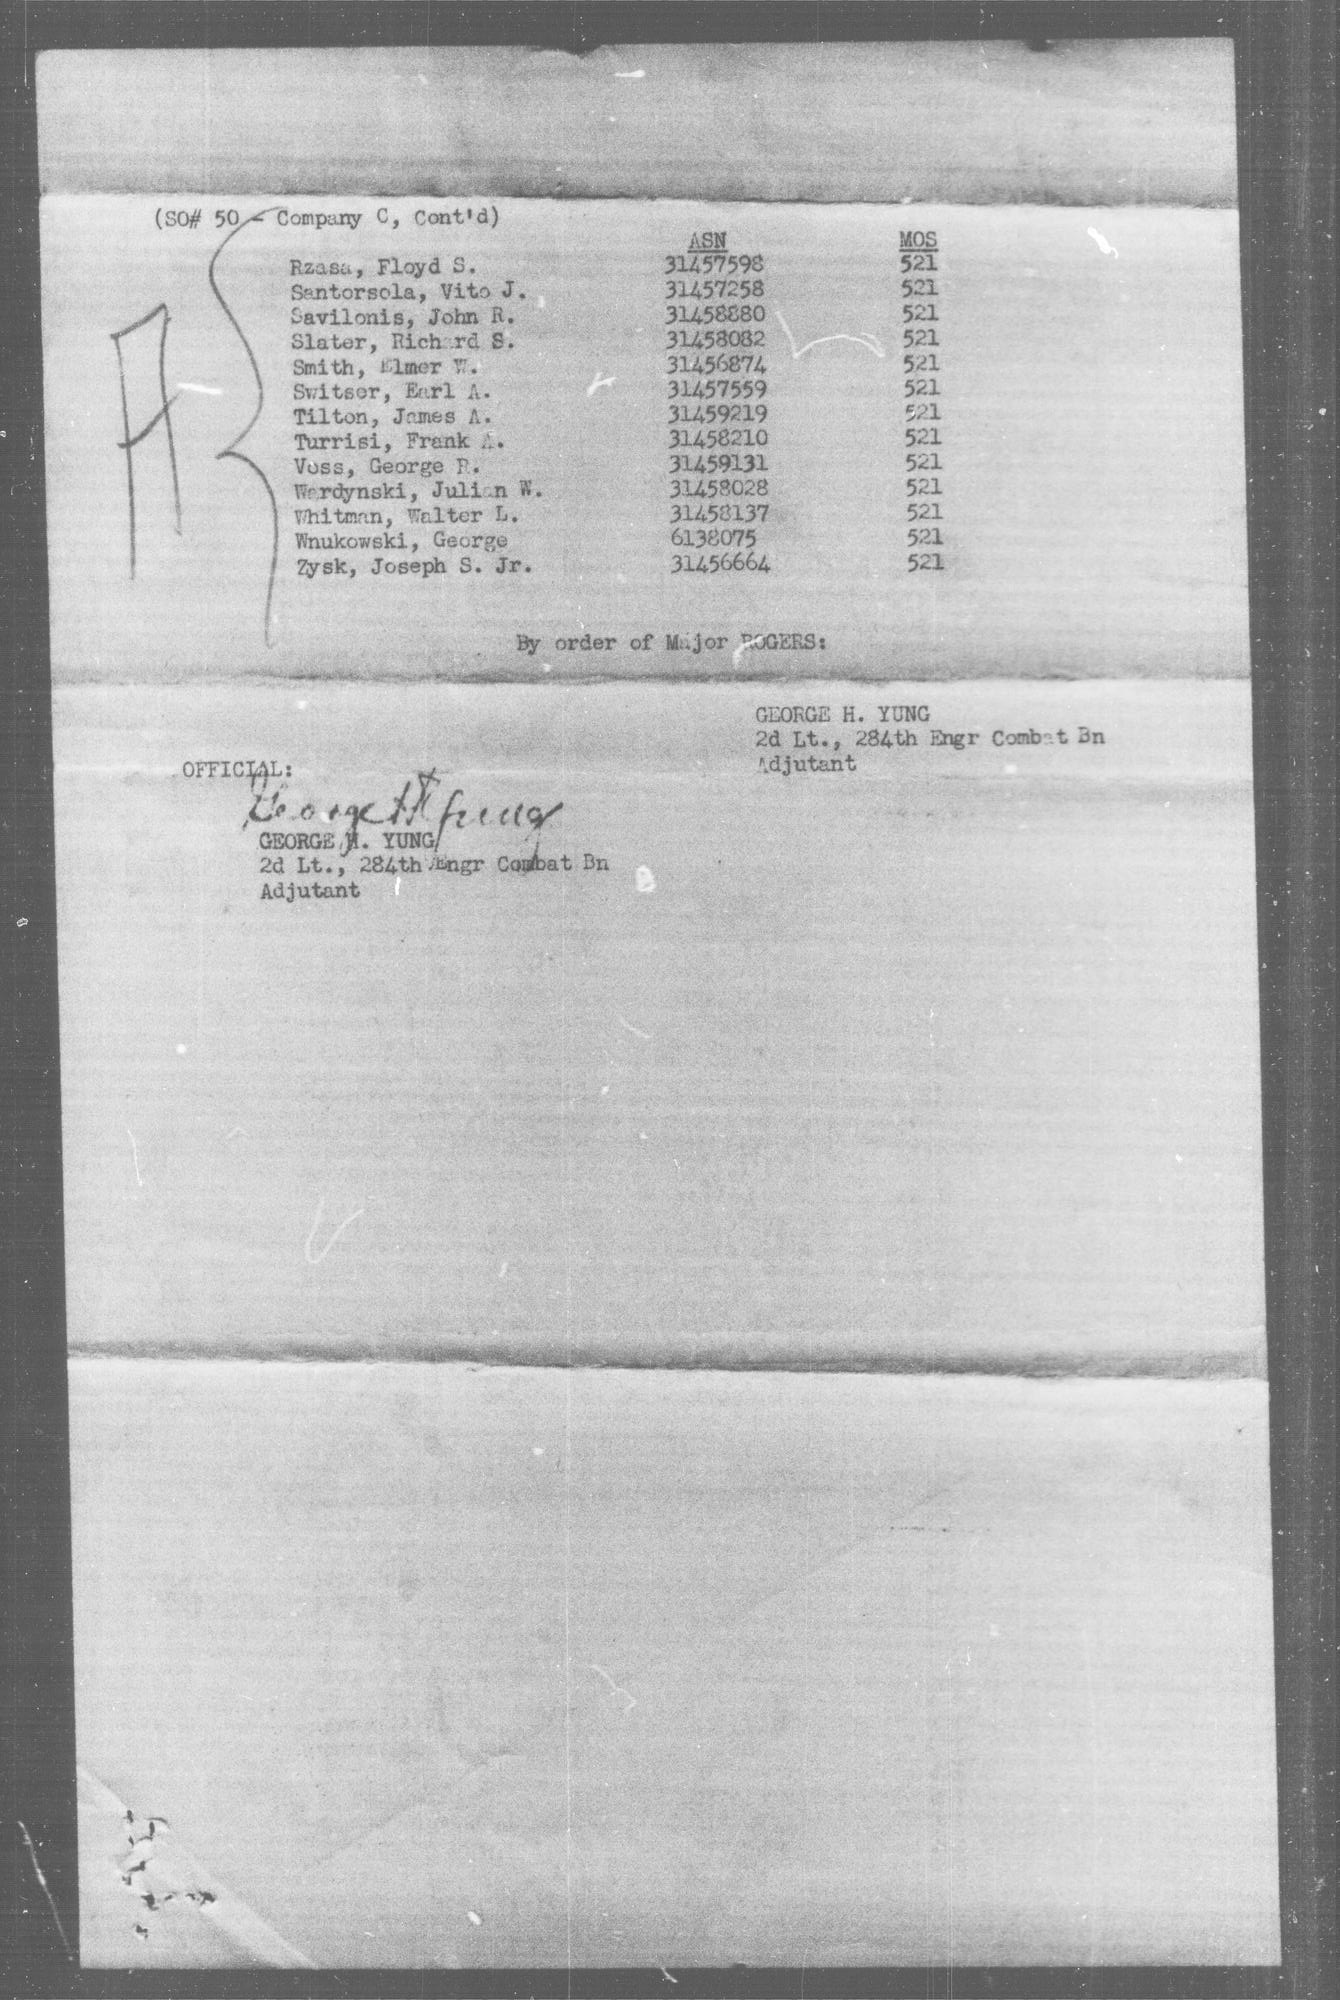 (SO# 50 - Company C, Cont'd)
ASN MOS
Rzasa, Floyd S. 31457598 521
Santorsola, Vito J. 31457258 521
Savilonis, John R. 31458880 521
Slater, Richard S. 31458082 521
Smith, Elmer W. 31456874 521
Switser, Earl A. 31457559 521
Tilton, James A. 31459219 521
Turrisi, Frank A. 31458210 521
Voss, George R. 31459131 521
Wardynski, Julian W. 31458028 521
Whitman, Walter L. 31458137 521
Wnukowski, George 6138075 521
Zysk, Joseph S. Jr. 31456664 521
A
By order of Major ROGERS:
GEORGE H. YUNG
2d Lt., 284th Engr Combat Bn
Adjutant
OFFICIAL:
George H Yung
GEORGE H. YUNG
2d Lt., 284th Engr Combat Bn
Adjutant